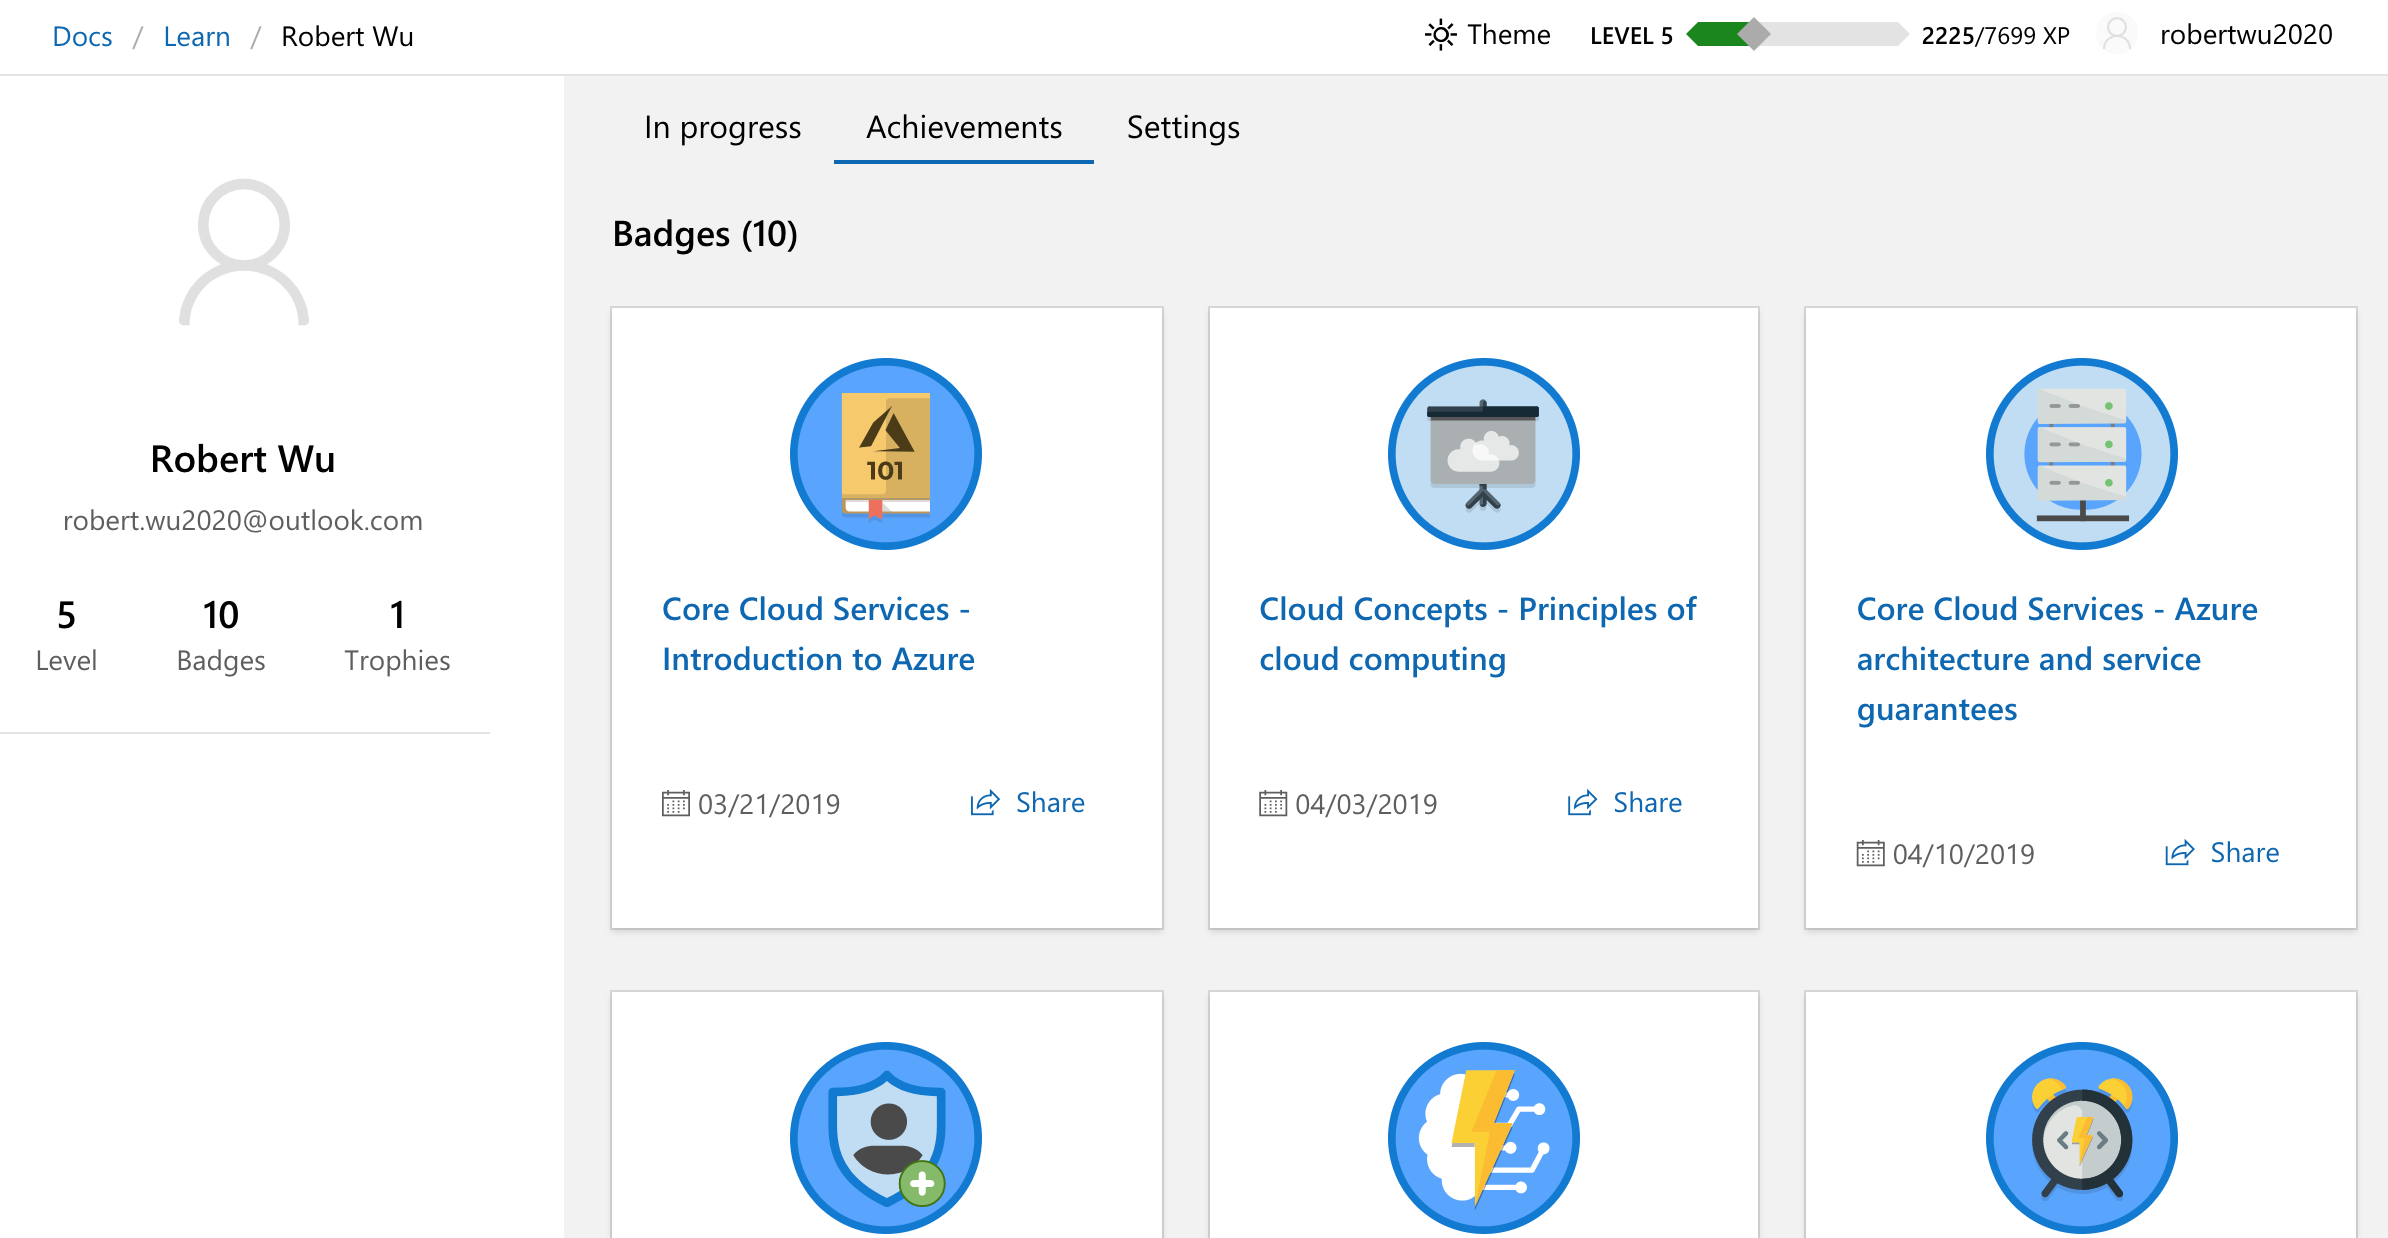 Docs / Learn / Robert Wu
Theme LEVEL 5 2225/7699 XP robertwu2020
Robert Wu
robert.wu2020@outlook.com
5 10 1
Level Badges Trophies
In progress Achievements Settings
Badges (10)
101
Core Cloud Services -
Introduction to Azure
03/21/2019 Share
Cloud Concepts - Principles of
cloud computing
04/03/2019 Share
Core Cloud Services - Azure
architecture and service
guarantees
04/10/2019 Share